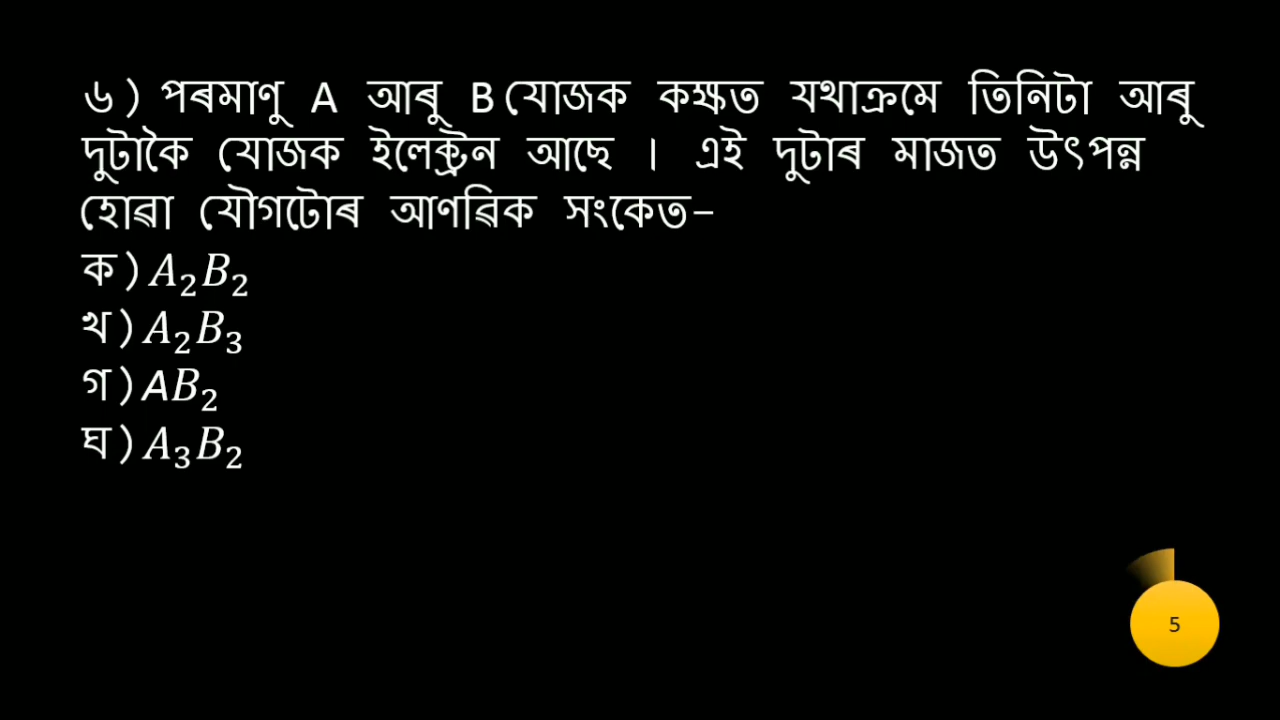 ৬) পৰমাণু A আৰু B যোজক কক্ষত যথাক্ৰমে তিনিটা আৰু
দুটাকৈ যোজক ইলেক্ট্ৰন আছে । এই দুটাৰ মাজত উৎপন্ন
হোৱা যৌগটোৰ আণৱিক সংকেত–
ক) A₂B₂
খ) A₂B₃
গ) AB₂
ঘ) A₃B₂
5